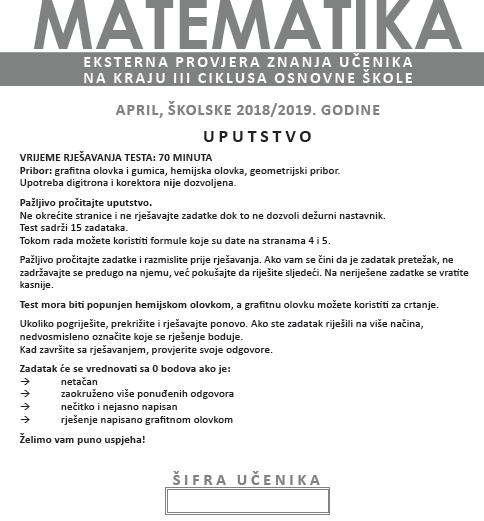 MATEMATIKA
EKSTERNA PROVJERA ZNANJA UČENIKA
NA KRAJU III CIKLUSA OSNOVNE ŠKOLE
APRIL, ŠKOLSKE 2018/2019. GODINE
UPUTSTVO
VRIJEME RJEŠAVANJA TESTA: 70 MINUTA
Pribor: grafitna olovka i gumica, hemijska olovka, geometrijski pribor.
Upotreba digitrona i korektora nije dozvoljena.
Pažljivo pročitajte uputstvo.
Ne okrećite stranice i ne rješavajte zadatke dok to ne dozvoli dežurni nastavnik.
Test sadrži 15 zadataka.
Tokom rada možete koristiti formule koje su date na stranama 4 i 5.
Pažljivo pročitajte zadatke i razmislite prije rješavanja. Ako vam se čini da je zadatak pretežak, ne
zadržavajte se predugo na njemu, već pokušajte da riješite sljedeći. Na neriješene zadatke se vratite
kasnije.
Test mora biti popunjen hemijskom olovkom, a grafitnu olovku možete koristiti za crtanje.
Ukoliko pogriješite, prekrižite i rješavajte ponovo. Ako ste zadatak riješili na više načina,
nedvosmisleno označite koje se rješenje boduje.
Kad završite sa rješavanjem, provjerite svoje odgovore.
Zadatak će se vrednovati sa 0 bodova ako je:
→ netačan
→ zaokruženo više ponuđenih odgovora
→ nečitko i nejasno napisan
→ rješenje napisano grafitnom olovkom
Želimo vam puno uspjeha!
ŠIFRA UČENIKA